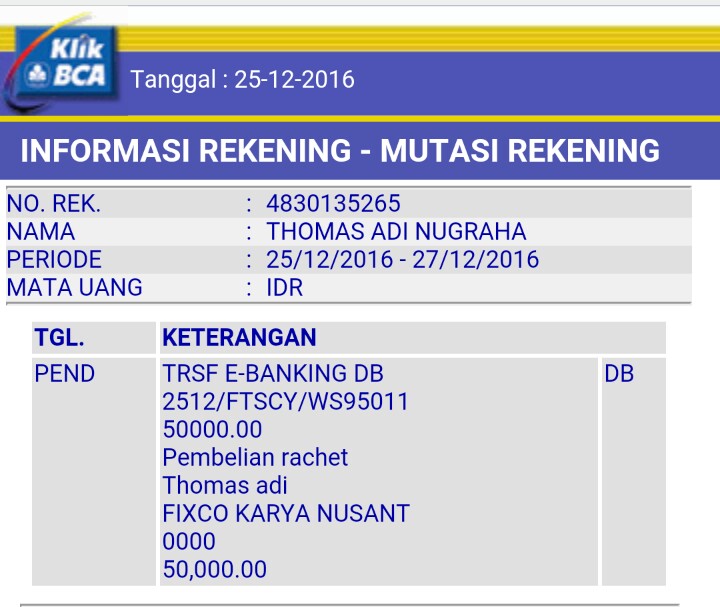 Klik
BCA
Tanggal : 25-12-2016
INFORMASI REKENING - MUTASI REKENING
NO. REK. : 4830135265
NAMA : THOMAS ADI NUGRAHA
PERIODE : 25/12/2016 - 27/12/2016
MATA UANG : IDR
TGL. KETERANGAN
PEND TRSF E-BANKING DB DB
2512/FTSCY/WS95011
50000.00
Pembelian rachet
Thomas adi
FIXCO KARYA NUSANT
0000
50,000.00